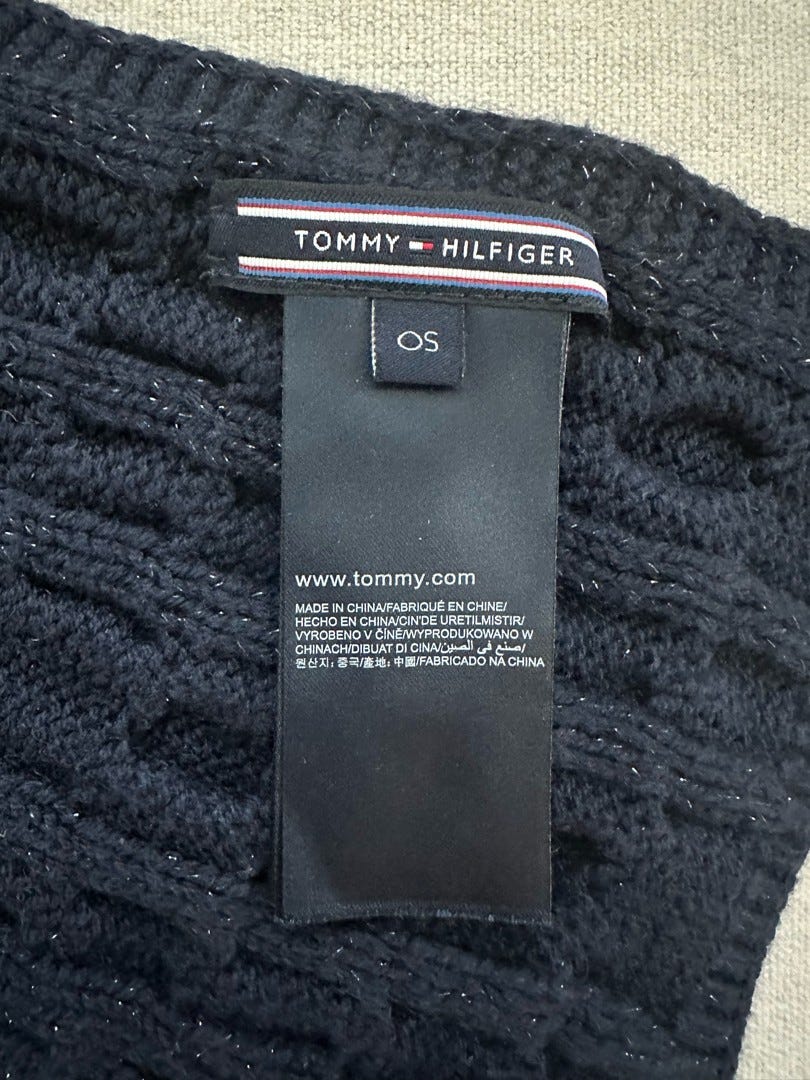 TOMMY HILFIGER
OS
www.tommy.com
MADE IN CHINA/FABRIQUÉ EN CHINE/
HECHO EN CHINA/CIN'DE URETILMISTIR/
VYROBENO V ČÍNĚ/WYPRODUKOWANO W
CHINACH/DIBUAT DI CINA/صنع في الصين/
원산지: 중국/產地: 中國/FABRICADO NA CHINA